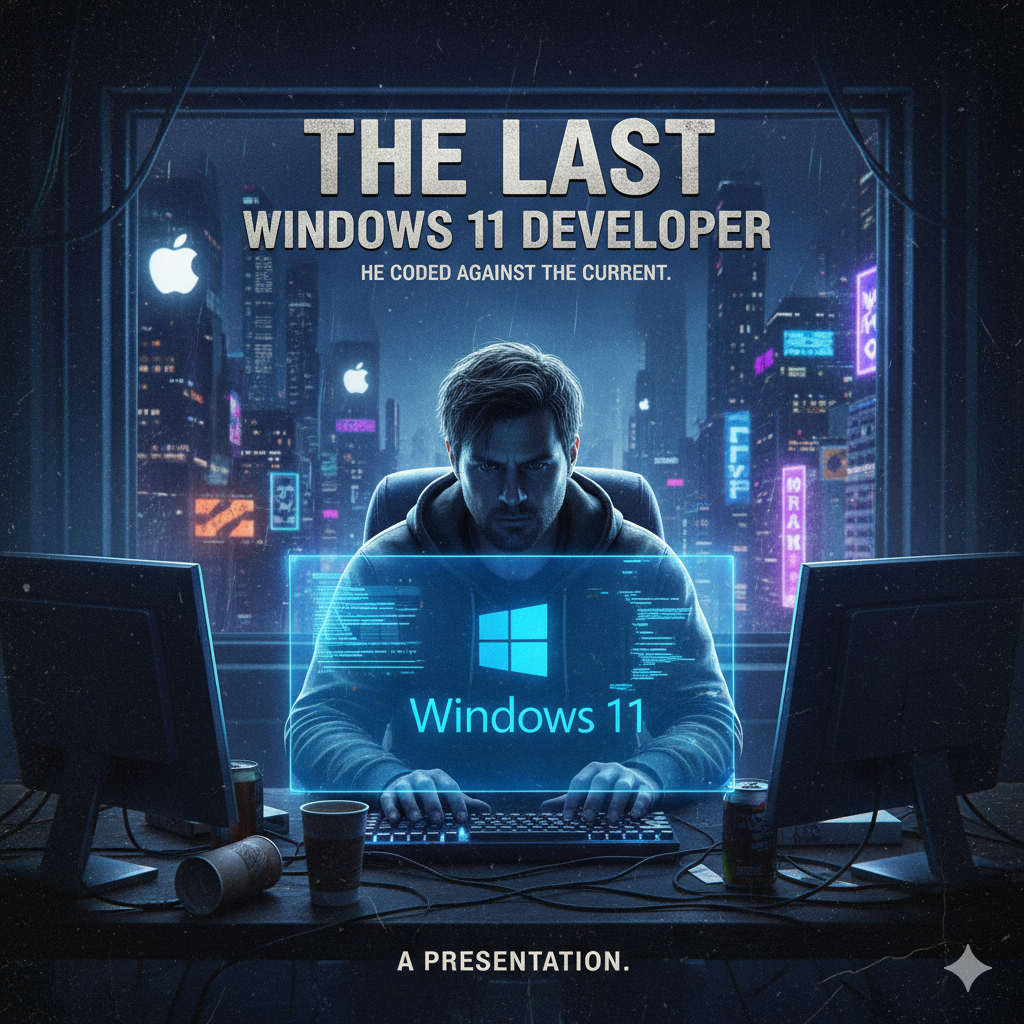 THE LAST
WINDOWS 11 DEVELOPER
HE CODED AGAINST THE CURRENT.
Windows 11
A PRESENTATION.